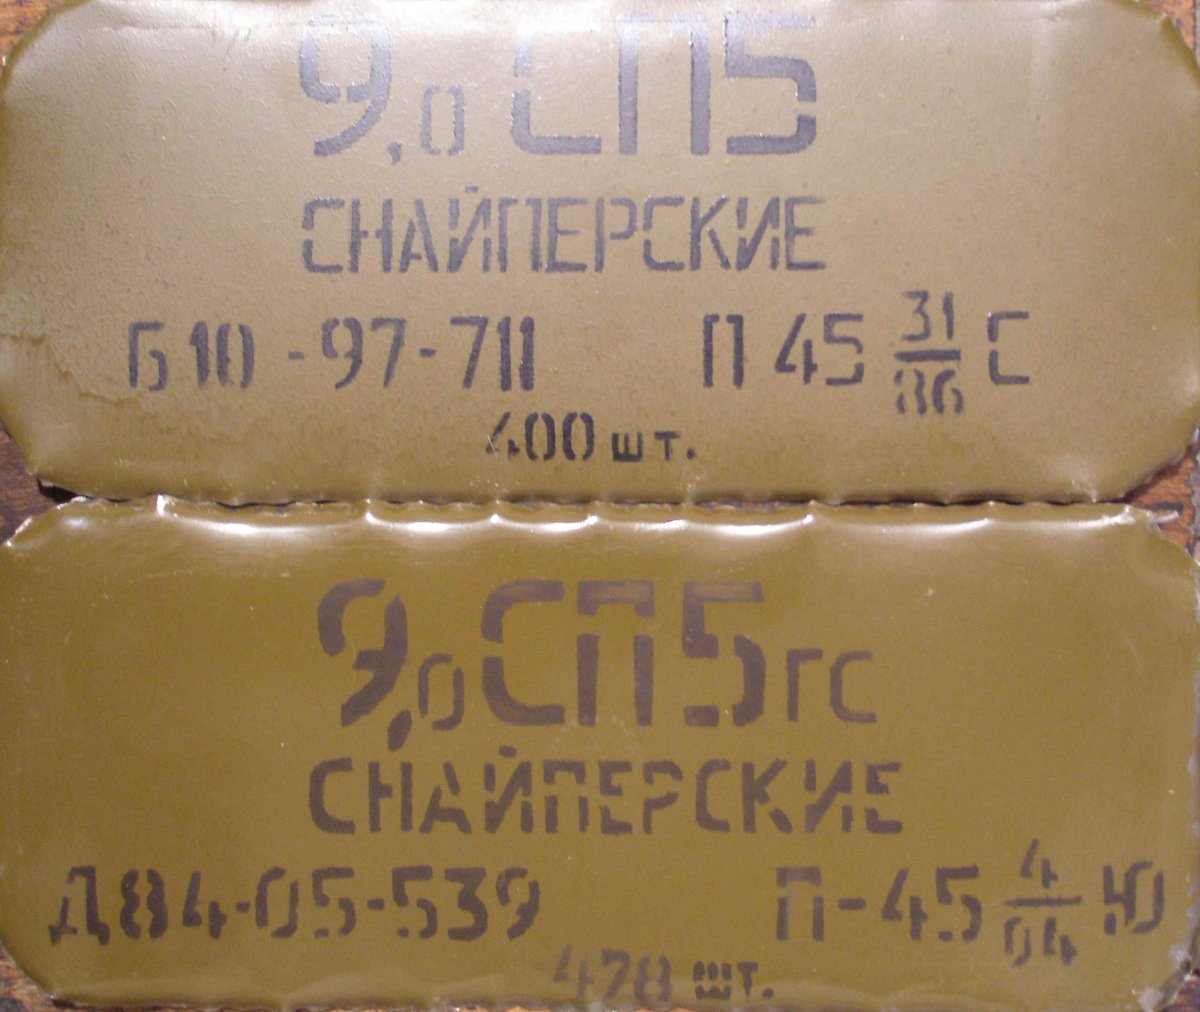 9,0 СП5
СНАЙПЕРСКИЕ
Б10-97-711 П 45 31/86 С
400 шт.
9,0 СП5 гс
СНАЙПЕРСКИЕ
Д84-05-539 П-45 4/04 Ю
478 шт.